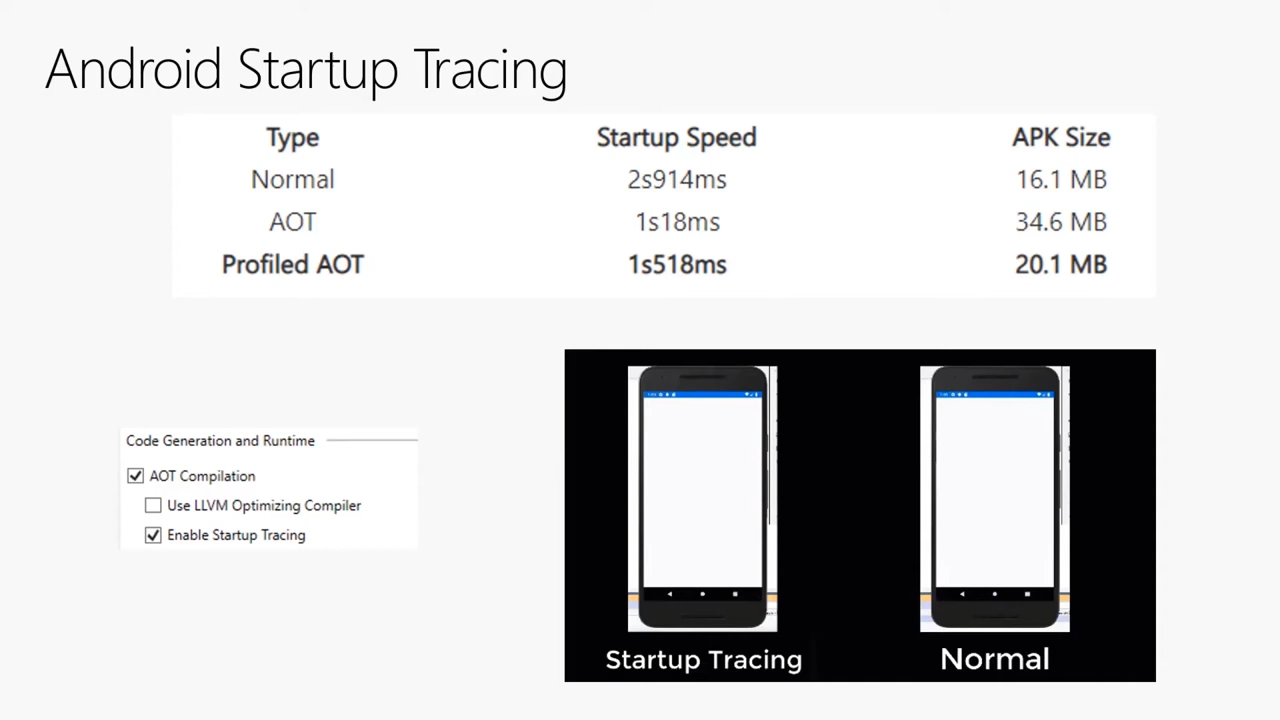 Android Startup Tracing
Type Startup Speed APK Size
Normal 2s914ms 16.1 MB
AOT 1s18ms 34.6 MB
Profiled AOT 1s518ms 20.1 MB
Code Generation and Runtime
AOT Compilation
Use LLVM Optimizing Compiler
Enable Startup Tracing
Startup Tracing Normal